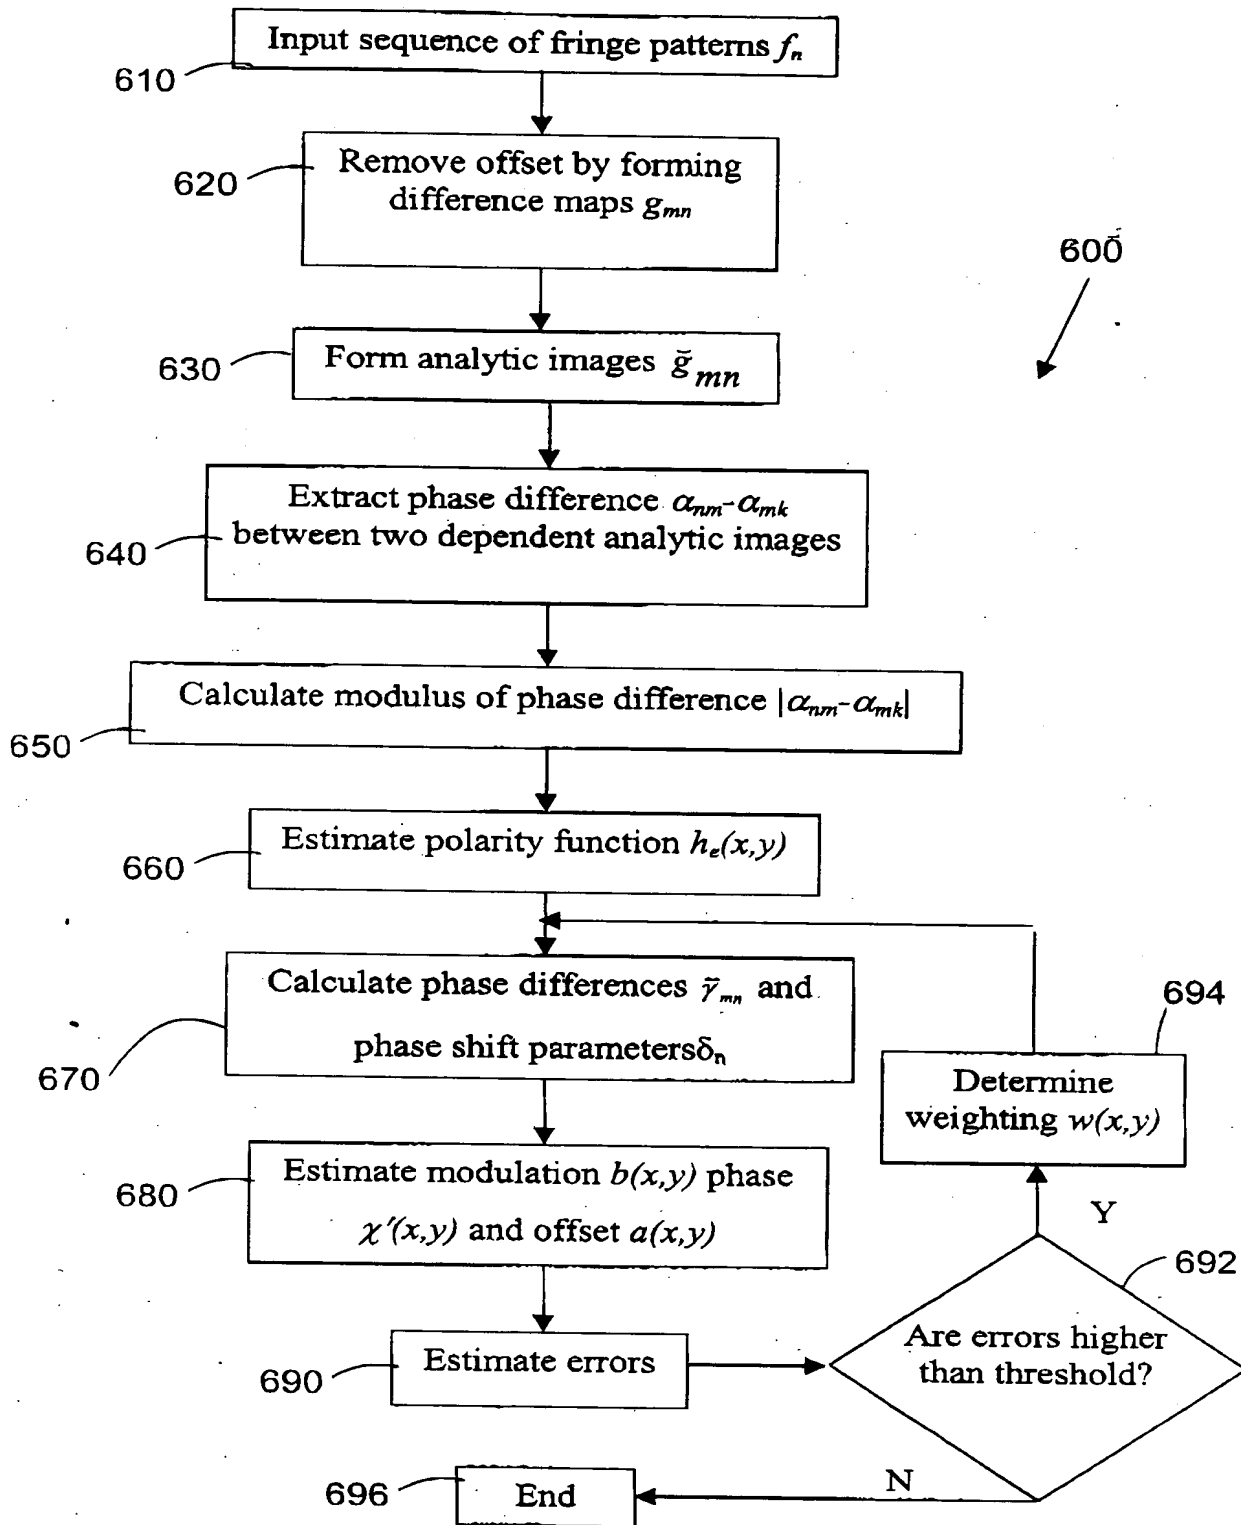 Input sequence of fringe patterns fₙ
610
Remove offset by forming
difference maps gₘₙ
620
600
Form analytic images g̃ₘₙ
630
Extract phase difference αₙₘ-αₘₖ
between two dependent analytic images
640
Calculate modulus of phase difference |αₙₘ-αₘₖ|
650
Estimate polarity function hₑ(x,y)
660
Calculate phase differences γ̃ₘₙ and
phase shift parametersδₙ
670
694
Determine
weighting w(x,y)
Estimate modulation b(x,y) phase
χ'(x,y) and offset a(x,y)
680
Y
692
Are errors higher
than threshold?
Estimate errors
690
N
End
696